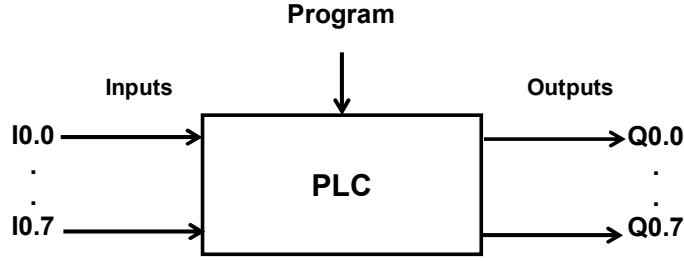 Program
Inputs
Outputs
I0.0
Q0.0
.
.
PLC
.
.
I0.7
Q0.7